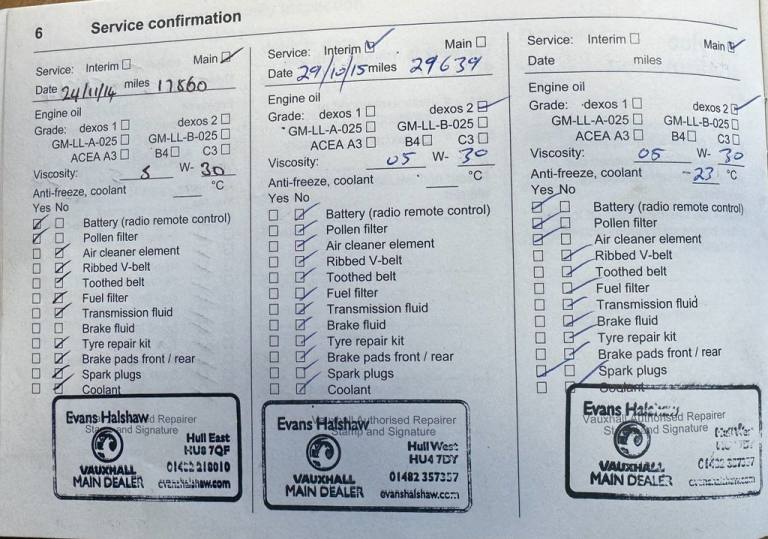 6
Service confirmation
Service: Interim Main
Date 24/11/14 miles 17860
Engine oil
Grade: dexos 1 dexos 2
GM-LL-A-025 GM-LL-B-025
ACEA A3 B4 C3
Viscosity: 5 W- 30
Anti-freeze, coolant °C
Yes No
Battery (radio remote control)
Pollen filter
Air cleaner element
Ribbed V-belt
Toothed belt
Fuel filter
Transmission fluid
Brake fluid
Tyre repair kit
Brake pads front / rear
Spark plugs
Coolant
Evans Halshaw
Repairer
and Signature
Hull East
HU8 7QF
01482 218010
VAUXHALL
MAIN DEALER
evanshalshaw.com
Service: Interim Main
Date 29/10/15 miles 29639
Engine oil
Grade: dexos 1 dexos 2
GM-LL-A-025 GM-LL-B-025
ACEA A3 B4 C3
Viscosity: 05 W- 30
Anti-freeze, coolant °C
Yes No
Battery (radio remote control)
Pollen filter
Air cleaner element
Ribbed V-belt
Toothed belt
Fuel filter
Transmission fluid
Brake fluid
Tyre repair kit
Brake pads front / rear
Spark plugs
Coolant
Evans Halshaw
Authorised Repairer
Stamp and Signature
Hull West
HU4 7DY
01482 357357
VAUXHALL
MAIN DEALER
evanshalshaw.com
Service: Interim Main
Date miles
Engine oil
Grade: dexos 1 dexos 2
GM-LL-A-025 GM-LL-B-025
ACEA A3 B4 C3
Viscosity: 05 W- 30
Anti-freeze, coolant -23 °C
Yes No
Battery (radio remote control)
Pollen filter
Air cleaner element
Ribbed V-belt
Toothed belt
Fuel filter
Transmission fluid
Brake fluid
Tyre repair kit
Brake pads front / rear
Spark plugs
Coolant
Evans Halshaw
Vauxhall Authorised Repairer
and Signature
VAUXHALL
MAIN DEALER